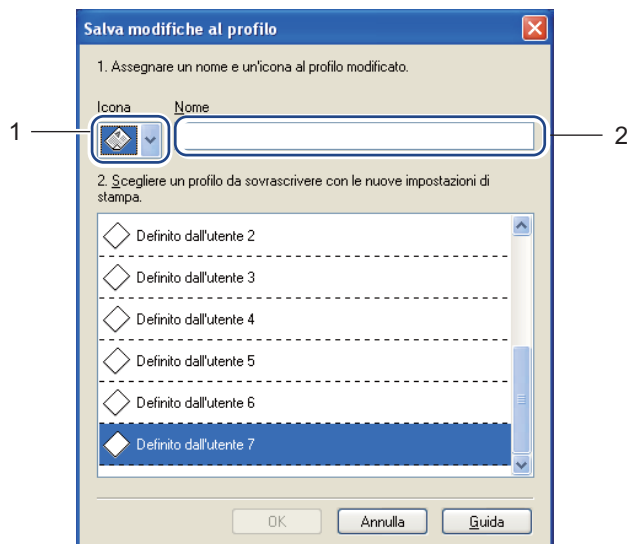 Salva modifiche al profilo
1. Assegnare un nome e un'icona al profilo modificato.
Icona Nome
1
2
2. Scegliere un profilo da sovrascrivere con le nuove impostazioni di
stampa.
Definito dall'utente 2
Definito dall'utente 3
Definito dall'utente 4
Definito dall'utente 5
Definito dall'utente 6
Definito dall'utente 7
OK Annulla Guida